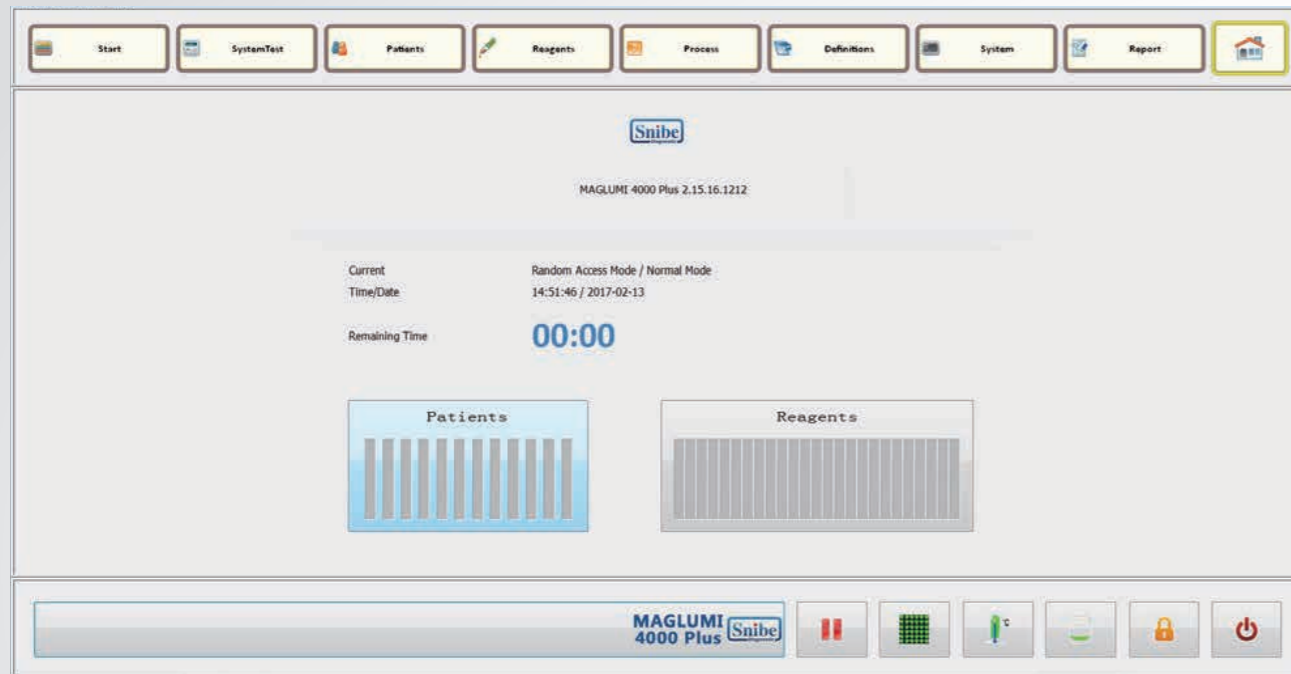 Start
SystemTest
Patients
Reagents
Process
Definitions
System
Report
Snibe
MAGLUMI 4000 Plus 2.15.16.1212
Current Random Access Mode / Normal Mode
Time/Date 14:51:46 / 2017-02-13
Remaining Time 00:00
Patients
Reagents
MAGLUMI
4000 Plus
Snibe
°C